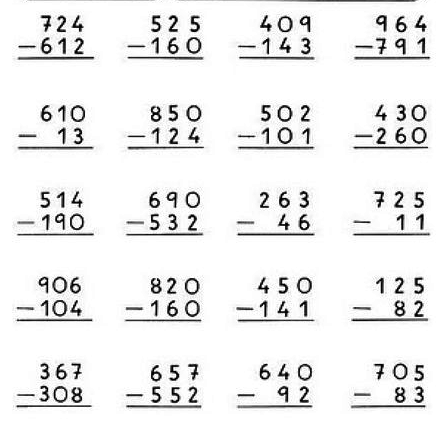 724 525 409 964
-612 -160 -143 -791
610 850 502 430
- 13 -124 -101 -260
514 690 263 725
-190 -532 - 46 - 11
906 820 450 125
-104 -160 -141 - 82
367 657 640 705
-308 -552 - 92 - 83